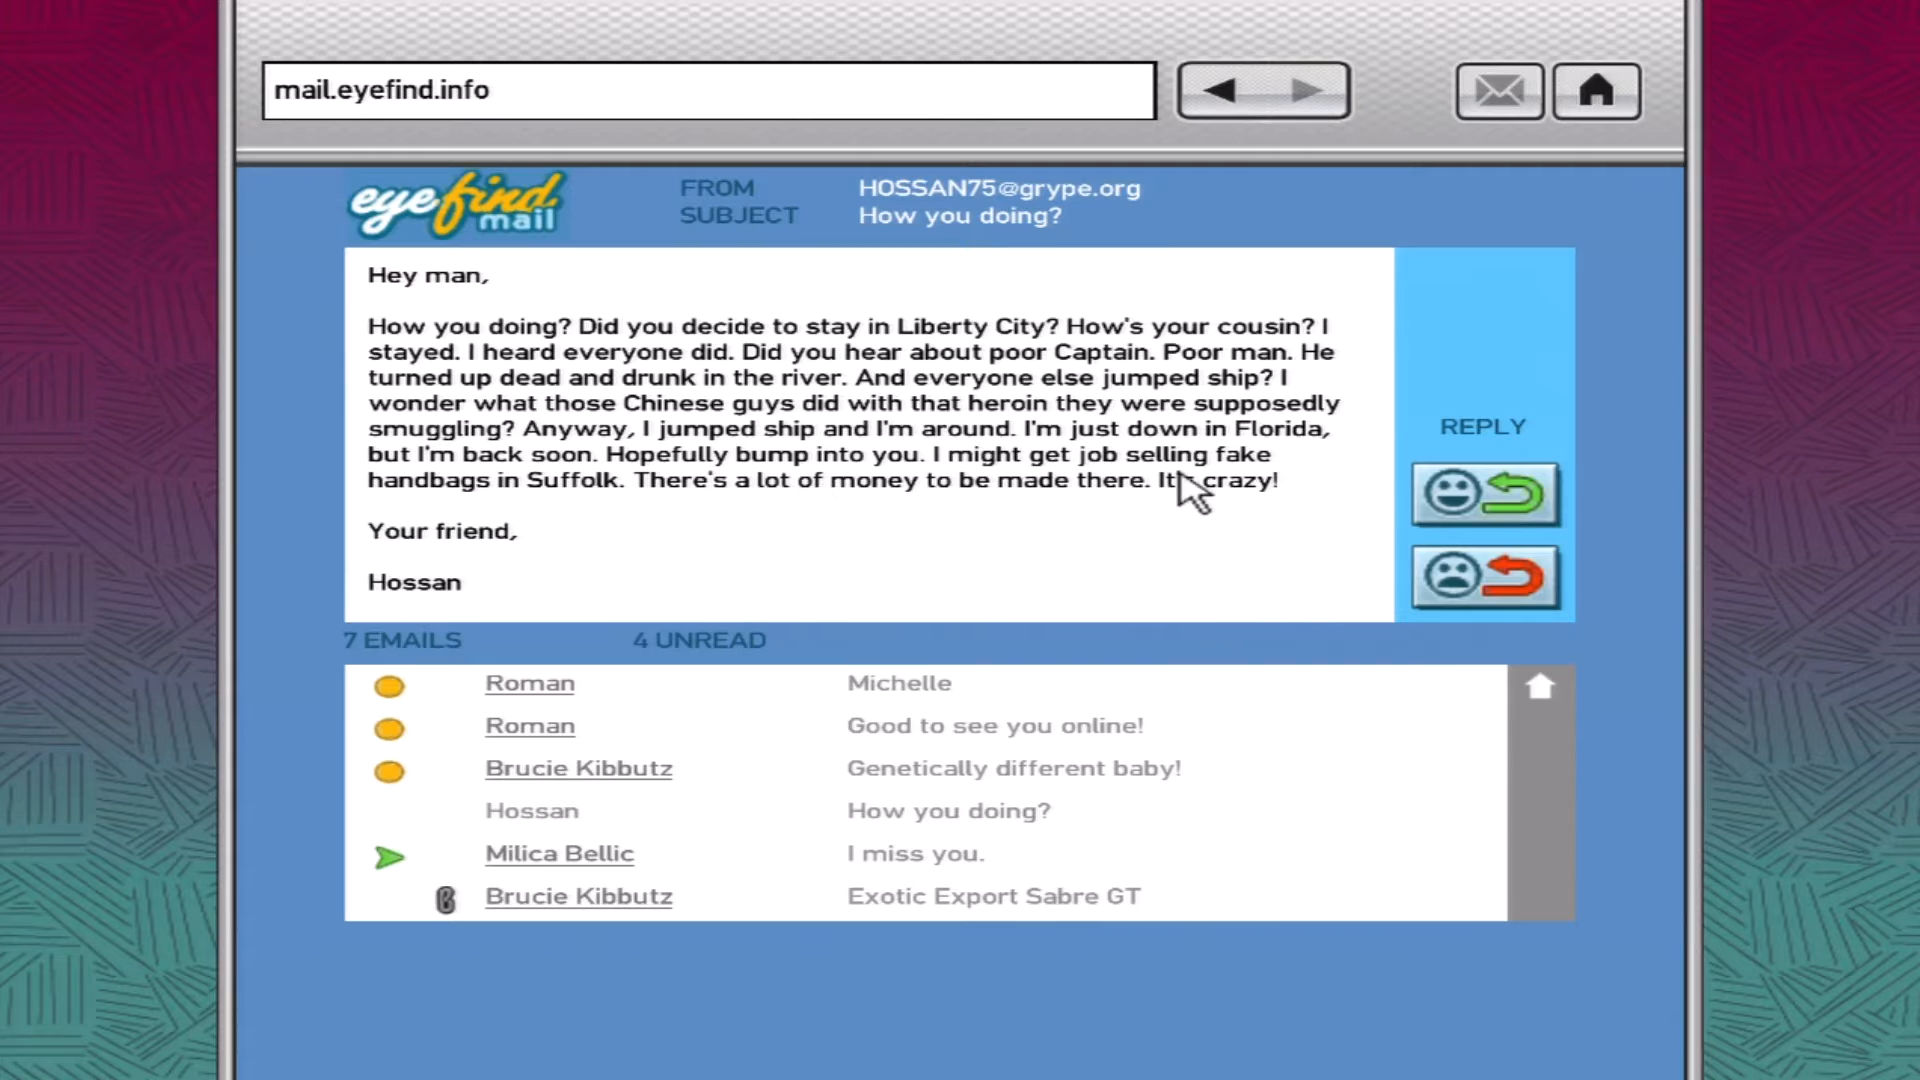 mail.eyefind.info
eyefind mail
FROM HOSSAN75@grype.org
SUBJECT How you doing?
Hey man,
How you doing? Did you decide to stay in Liberty City? How's your cousin? I
stayed. I heard everyone did. Did you hear about poor Captain. Poor man. He
turned up dead and drunk in the river. And everyone else jumped ship? I
wonder what those Chinese guys did with that heroin they were supposedly
smuggling? Anyway, I jumped ship and I'm around. I'm just down in Florida,
but I'm back soon. Hopefully bump into you. I might get job selling fake
handbags in Suffolk. There's a lot of money to be made there. It's crazy!
Your friend,
Hossan
REPLY
7 EMAILS 4 UNREAD
Roman Michelle
Roman Good to see you online!
Brucie Kibbutz Genetically different baby!
Hossan How you doing?
Milica Bellic I miss you.
Brucie Kibbutz Exotic Export Sabre GT